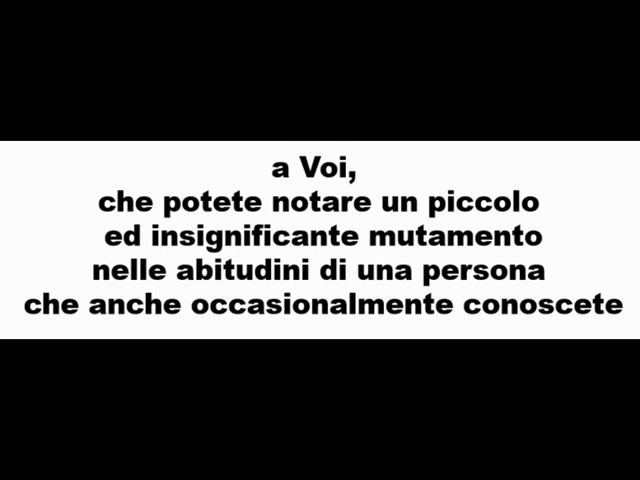 a Voi,
che potete notare un piccolo
ed insignificante mutamento
nelle abitudini di una persona
che anche occasionalmente conoscete